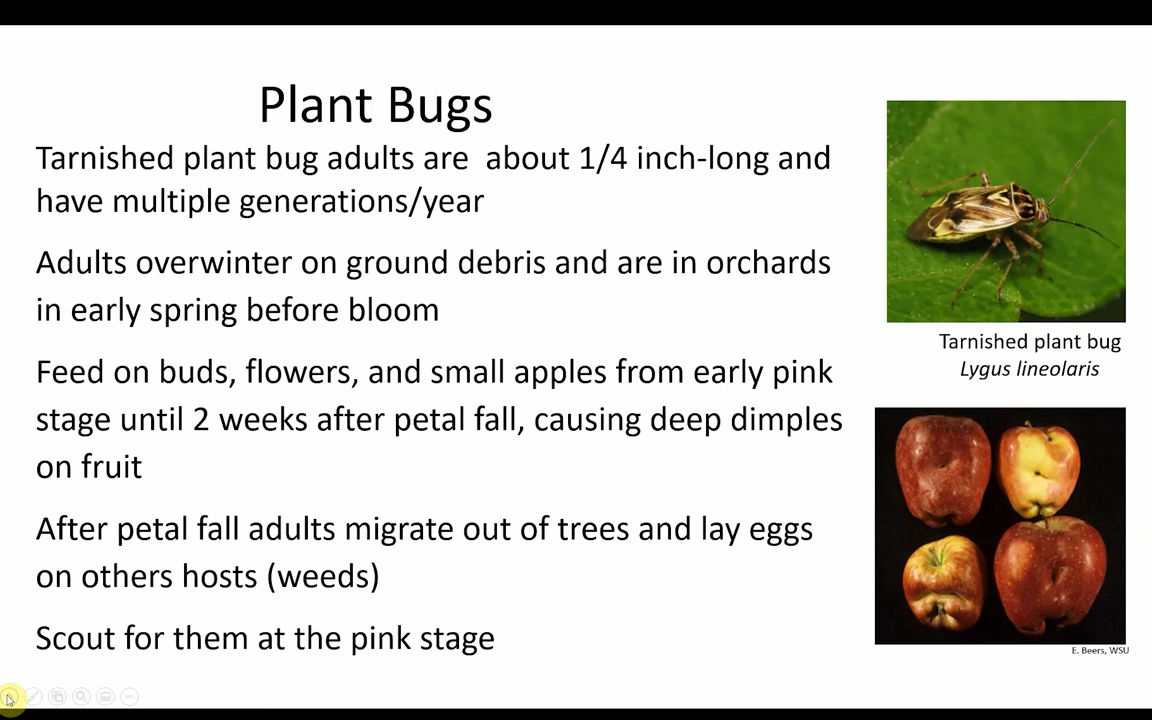 Plant Bugs
Tarnished plant bug adults are  about 1/4 inch-long and
have multiple generations/year
Adults overwinter on ground debris and are in orchards
in early spring before bloom
Feed on buds, flowers, and small apples from early pink
stage until 2 weeks after petal fall, causing deep dimples
on fruit
After petal fall adults migrate out of trees and lay eggs
on others hosts (weeds)
Scout for them at the pink stage
Tarnished plant bug
Lygus lineolaris
E. Beers, WSU